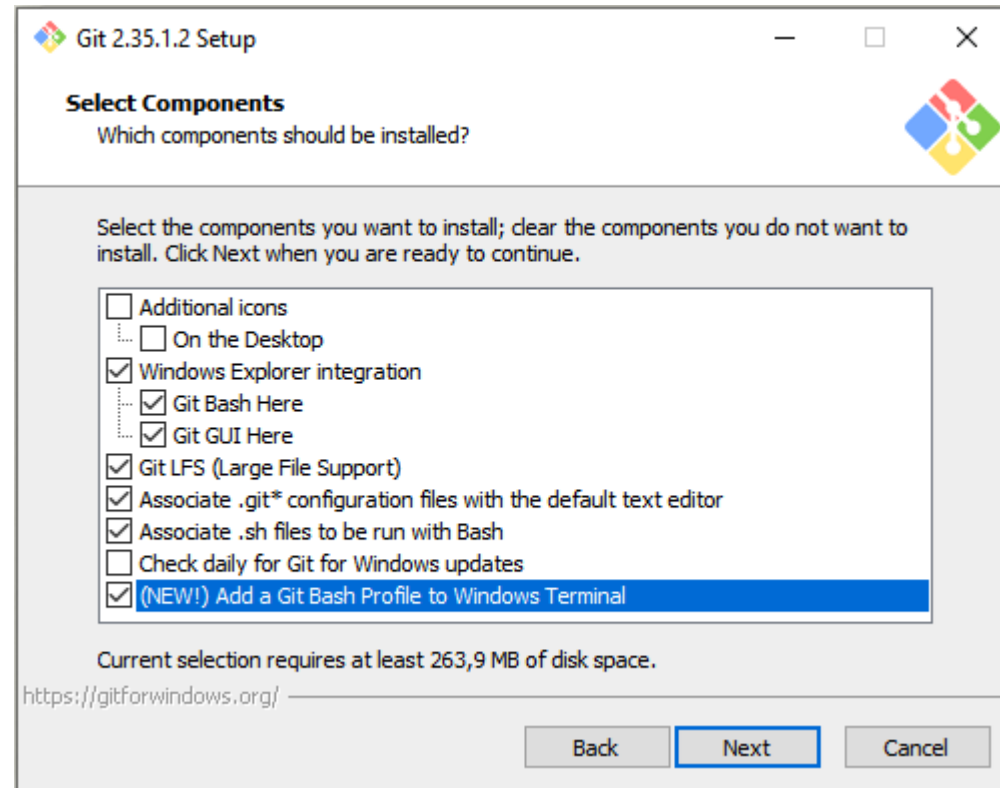 Git 2.35.1.2 Setup
Select Components
Which components should be installed?
Select the components you want to install; clear the components you do not want to
install. Click Next when you are ready to continue.
Additional icons
On the Desktop
Windows Explorer integration
Git Bash Here
Git GUI Here
Git LFS (Large File Support)
Associate .git* configuration files with the default text editor
Associate .sh files to be run with Bash
Check daily for Git for Windows updates
(NEW!) Add a Git Bash Profile to Windows Terminal
Current selection requires at least 263,9 MB of disk space.
https://gitforwindows.org/
Back Next Cancel